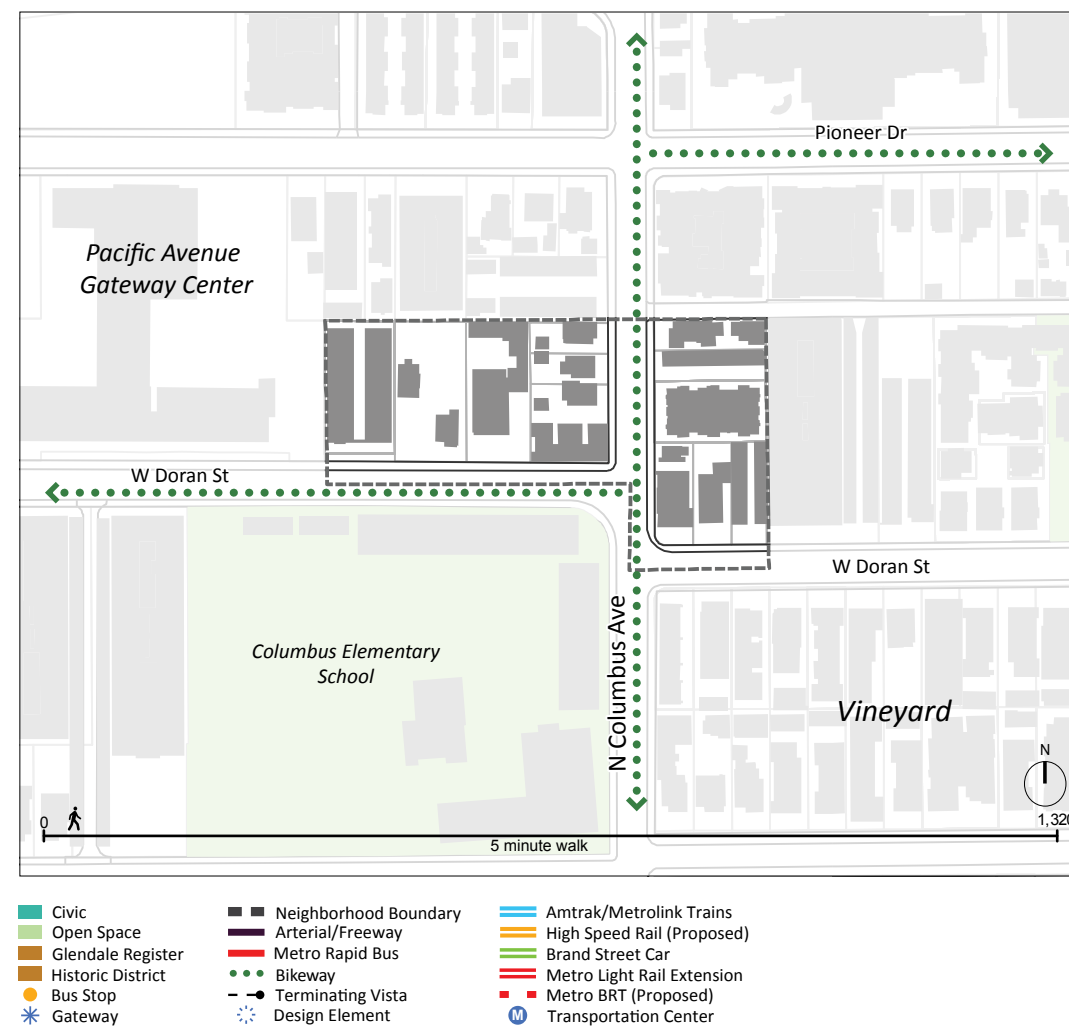 Pioneer Dr
Pacific Avenue
Gateway Center
W Doran St
W Doran St
N Columbus Ave
Columbus Elementary
School
Vineyard
N
0
1,320
5 minute walk
Civic
Open Space
Glendale Register
Historic District
Bus Stop
Gateway
Neighborhood Boundary
Arterial/Freeway
Metro Rapid Bus
Bikeway
Terminating Vista
Design Element
Amtrak/Metrolink Trains
High Speed Rail (Proposed)
Brand Street Car
Metro Light Rail Extension
Metro BRT (Proposed)
M Transportation Center